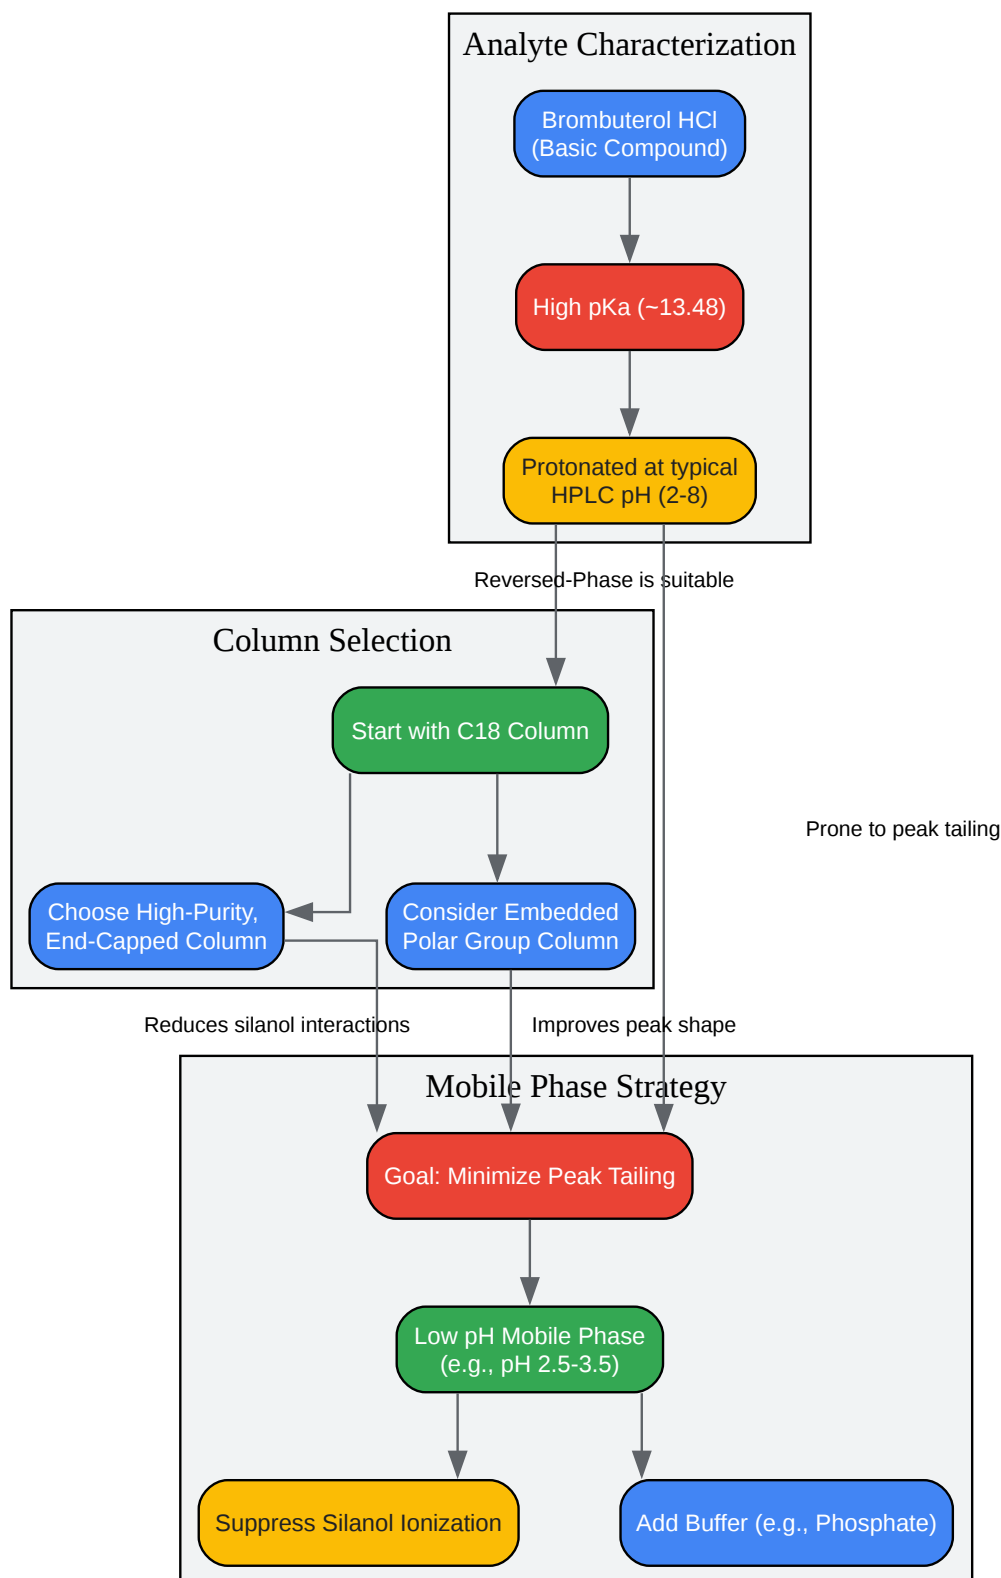 Analyte Characterization
Brombuterol HCl
(Basic Compound)
High pKa (~13.48)
Protonated at typical
HPLC pH (2-8)
Reversed-Phase is suitable
Column Selection
Start with C18 Column
Prone to peak tailing
Choose High-Purity,
End-Capped Column
Consider Embedded
Polar Group Column
Reduces silanol interactions
Improves peak shape
Mobile Phase Strategy
Goal: Minimize Peak Tailing
Low pH Mobile Phase
(e.g., pH 2.5-3.5)
Suppress Silanol Ionization
Add Buffer (e.g., Phosphate)